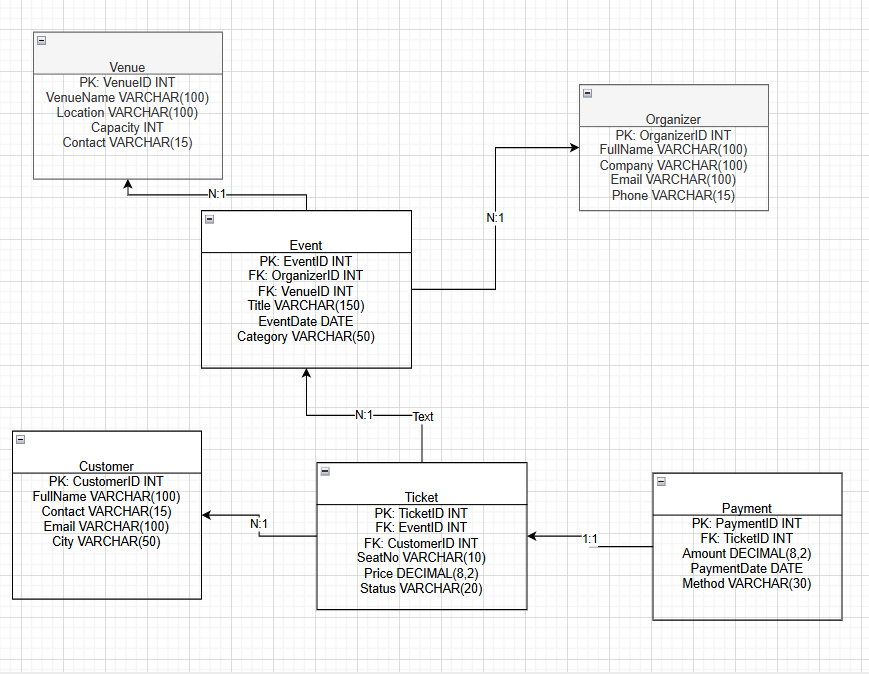 Venue
PK: VenueID INT
VenueName VARCHAR(100)
Location VARCHAR(100)
Capacity INT
Contact VARCHAR(15)
Organizer
PK: OrganizerID INT
FullName VARCHAR(100)
Company VARCHAR(100)
Email VARCHAR(100)
Phone VARCHAR(15)
N:1
N:1
Event
PK: EventID INT
FK: OrganizerID INT
FK: VenueID INT
Title VARCHAR(150)
EventDate DATE
Category VARCHAR(50)
N:1
Text
Customer
PK: CustomerID INT
FullName VARCHAR(100)
Contact VARCHAR(15)
Email VARCHAR(100)
City VARCHAR(50)
N:1
Ticket
PK: TicketID INT
FK: EventID INT
FK: CustomerID INT
SeatNo VARCHAR(10)
Price DECIMAL(8,2)
Status VARCHAR(20)
1:1
Payment
PK: PaymentID INT
FK: TicketID INT
Amount DECIMAL(8,2)
PaymentDate DATE
Method VARCHAR(30)